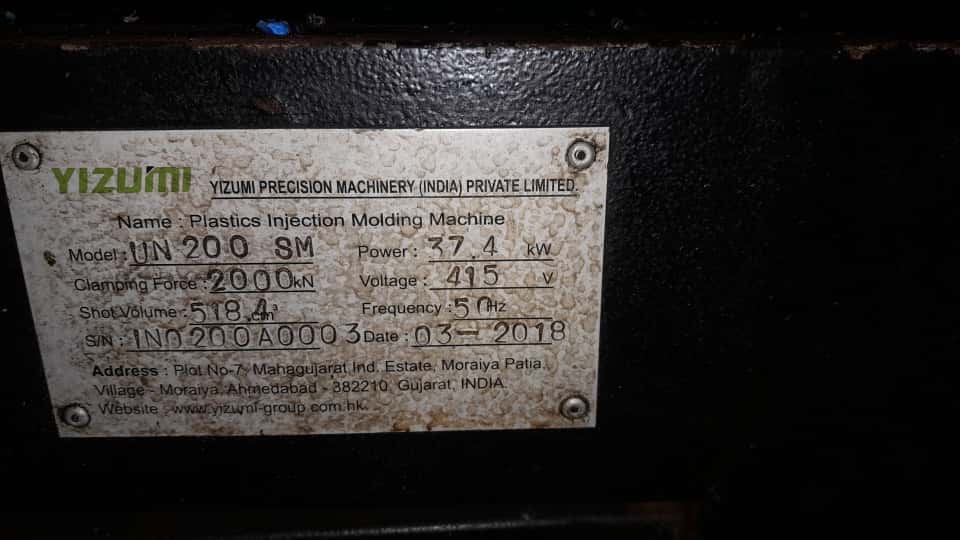 YIZUMI YIZUMI PRECISION MACHINERY (INDIA) PRIVATE LIMITED.
Name : Plastics Injection Molding Machine
Model : UN 200 SM Power : 37.4 kW
Clamping Force : 2000 kN Voltage : 415 V
Shot Volume : 518.4 cm³ Frequency : 50 Hz
S/N : INO200A0003 Date : 03-2018
Address : Plot No-7, Mahagujarat Ind. Estate, Moraiya Patia,
Village - Moraiya, Ahmedabad - 382210, Gujarat, INDIA.
Website : www.yizumi-group.com.hk